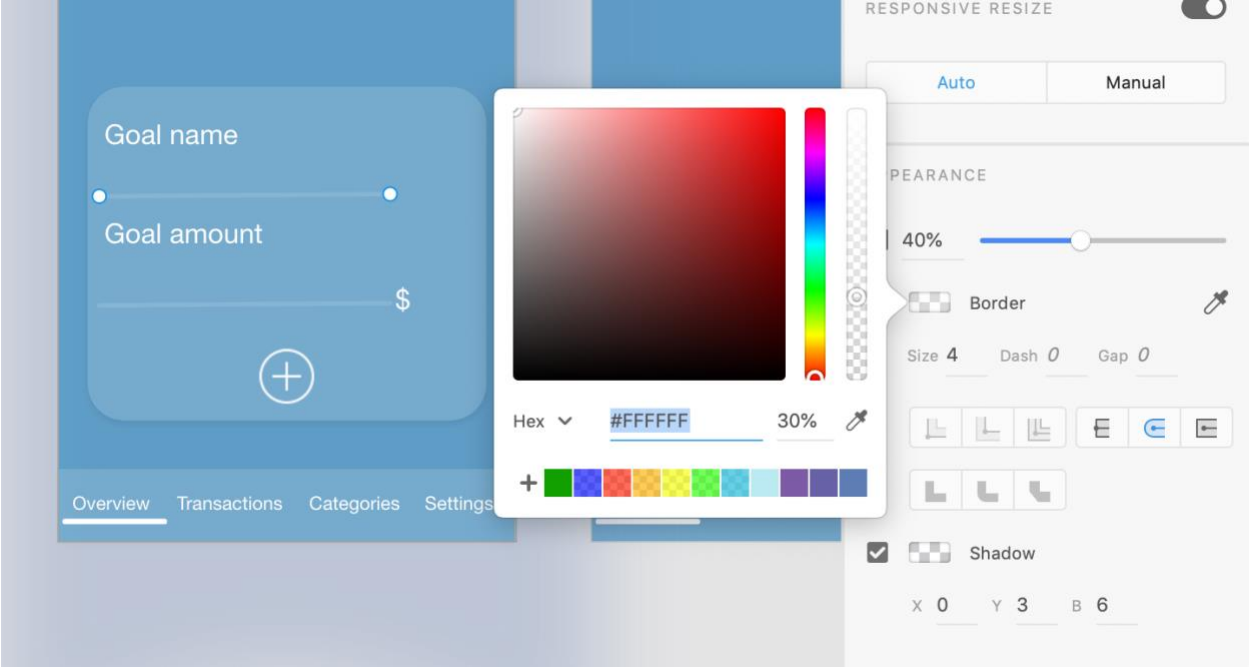 RESPONSIVE RESIZE
Auto Manual
PEARANCE
40%
Border
Size 4 Dash 0 Gap 0
Shadow
X 0 Y 3 B 6
Goal name
Goal amount
$
Overview Transactions Categories Settings
Hex #FFFFFF 30%